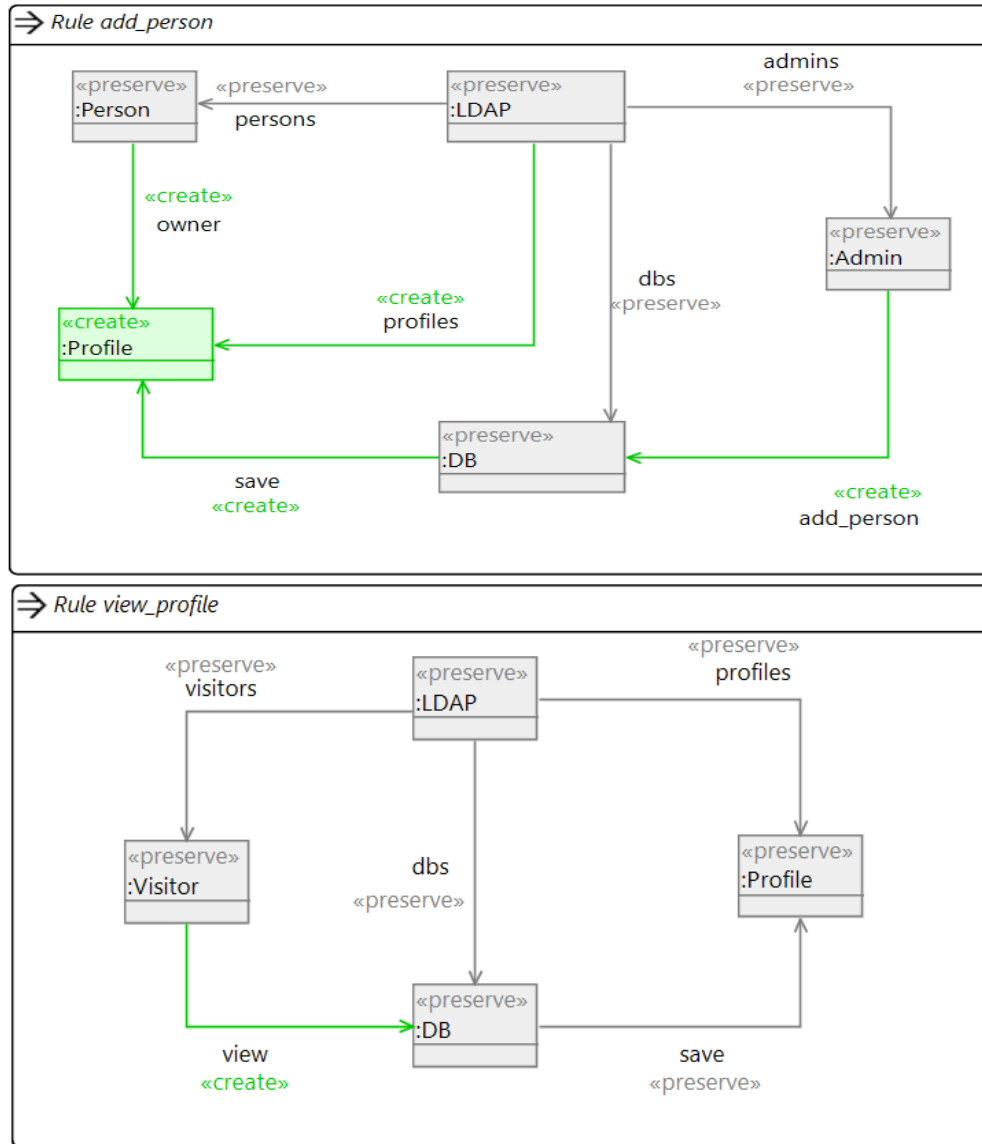 Rule add_person
admins
«preserve»
«preserve»
:Person
«preserve»
persons
«preserve»
:LDAP
«create»
owner
«preserve»
:Admin
dbs
«preserve»
«create»
profiles
«create»
:Profile
«preserve»
:DB
save
«create»
«create»
add_person
Rule view_profile
«preserve»
visitors
«preserve»
:LDAP
«preserve»
profiles
«preserve»
:Visitor
dbs
«preserve»
«preserve»
:Profile
«preserve»
:DB
view
«create»
save
«preserve»